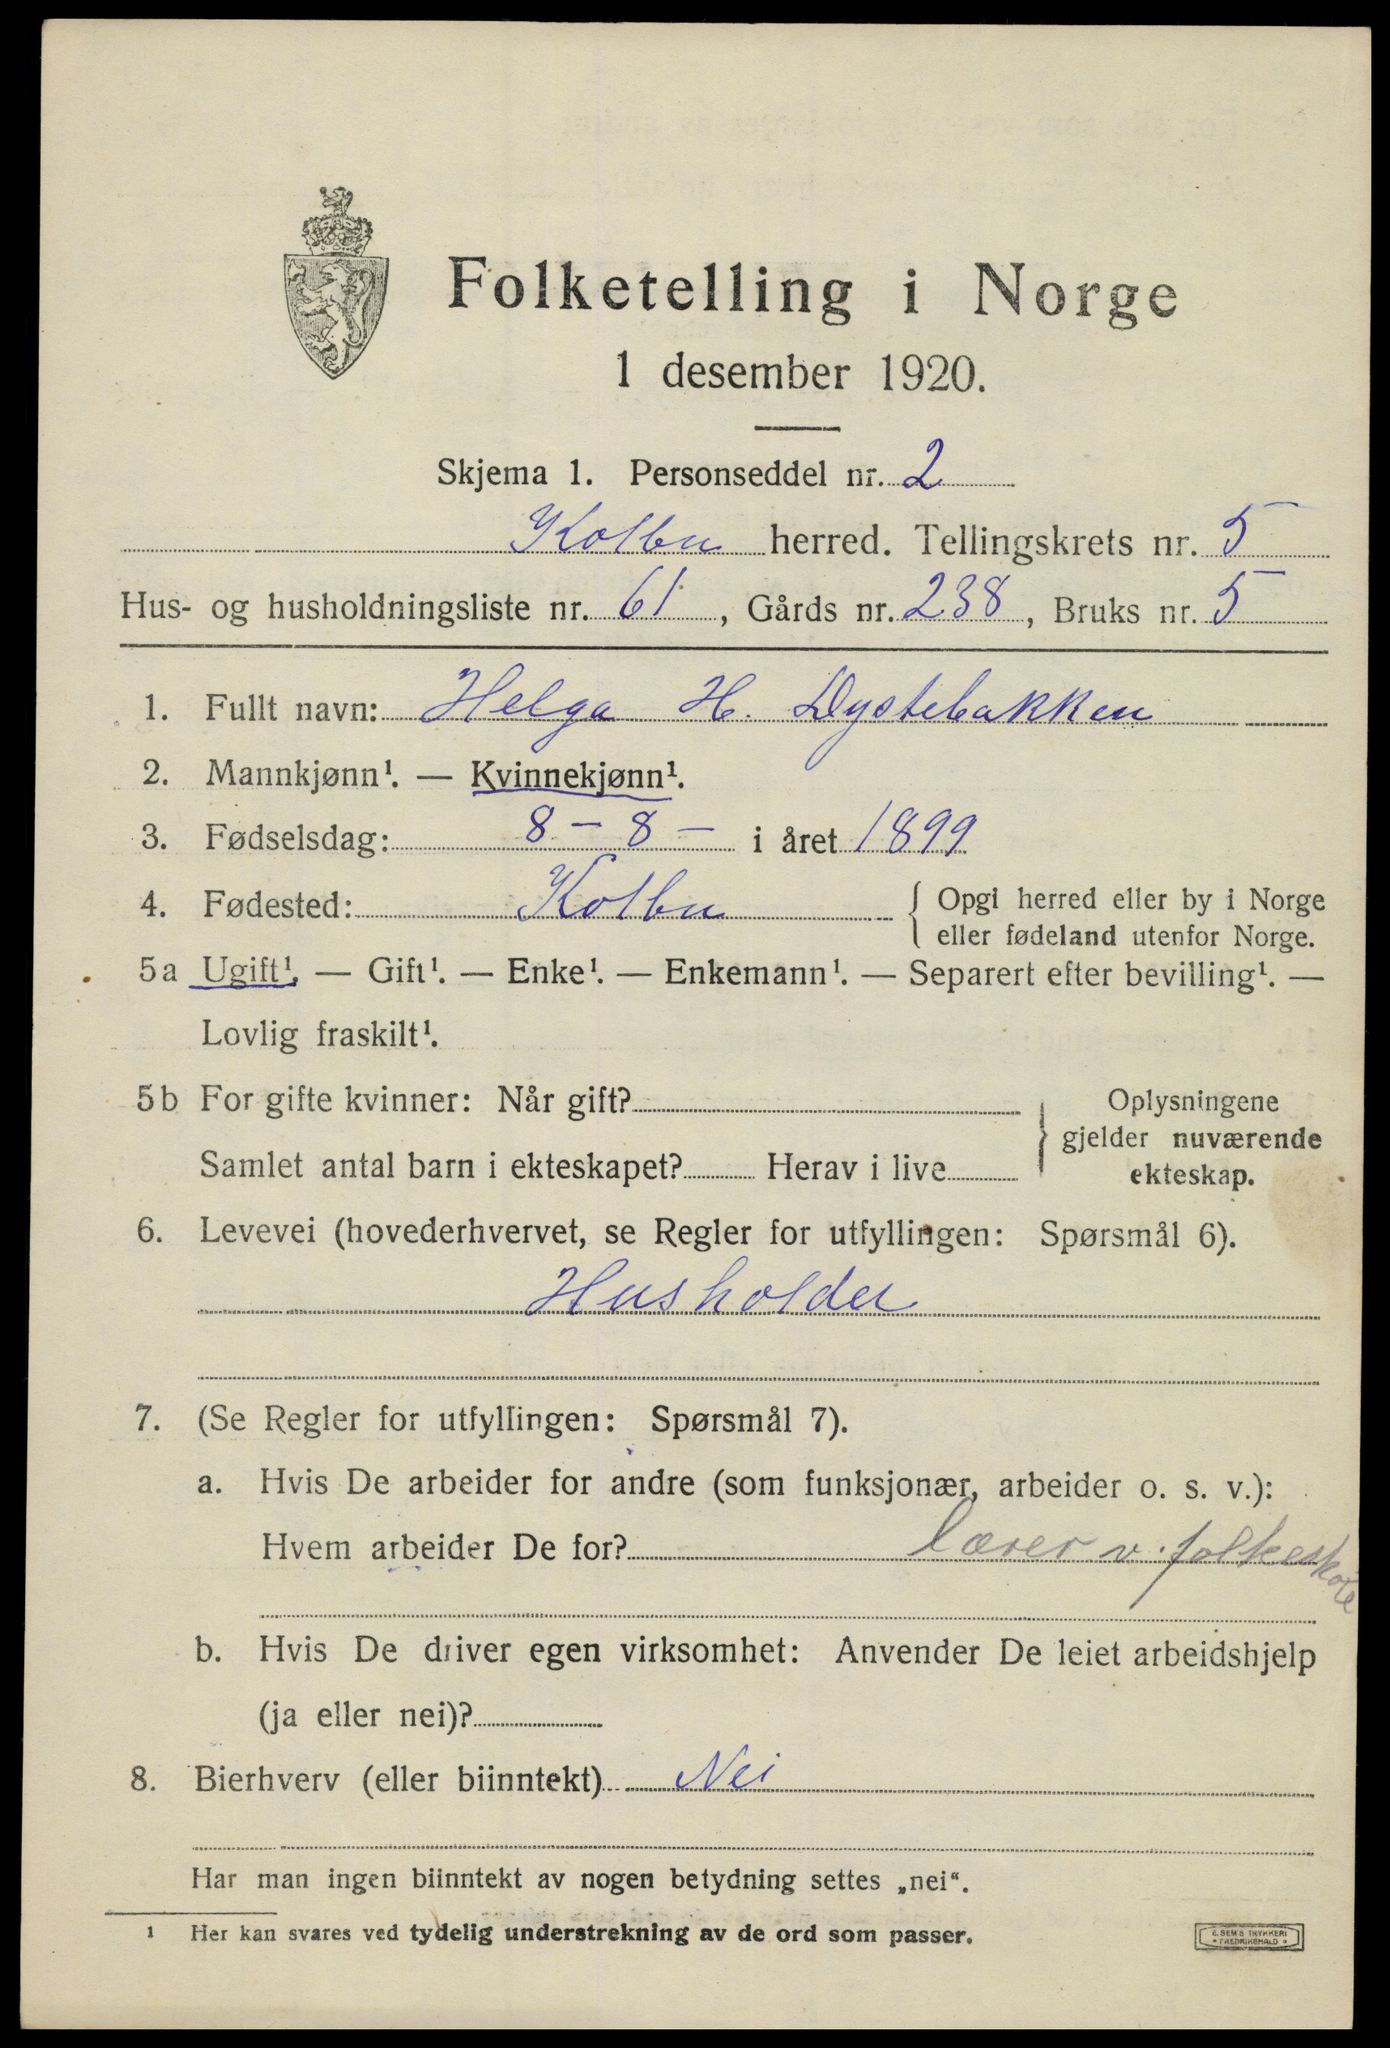 Folketelling i Norge
1 desember 1920.
Skjema 1. Personseddel nr. 2
Kolbu herred. Tellingskrets nr. 5
Hus- og husholdningsliste nr. 61, Gårds nr. 238, Bruks nr. 5
1. Fullt navn: Helga H. Dystebakken
2. Mannkjønn¹. — Kvinnekjønn¹.
3. Fødselsdag: 8 – 8 – i året 1899
4. Fødested: Kolbu { Opgi herred eller by i Norge
eller fødeland utenfor Norge.
5a Ugift¹. — Gift¹. — Enke¹. — Enkemann¹. — Separert efter bevilling¹. —
Lovlig fraskilt¹.
5b For gifte kvinner: Når gift? } Oplysningene
gjelder nuværende
Samlet antal barn i ekteskapet? Herav i live
ekteskap.
6. Levevei (hovederhvervet, se Regler for utfyllingen: Spørsmål 6).
Husholder
7. (Se Regler for utfyllingen: Spørsmål 7).
a. Hvis De arbeider for andre (som funksjonær, arbeider o. s. v.):
Hvem arbeider De for? lærer v. folkeskole
b. Hvis De driver egen virksomhet: Anvender De leiet arbeidshjelp
(ja eller nei)?
8. Bierhverv (eller biinntekt) Nei
Har man ingen biinntekt av nogen betydning settes „nei“.
¹ Her kan svares ved tydelig understrekning av de ord som passer.
E. SEM'S TRYKKERI
• FREDRIKSHALD •